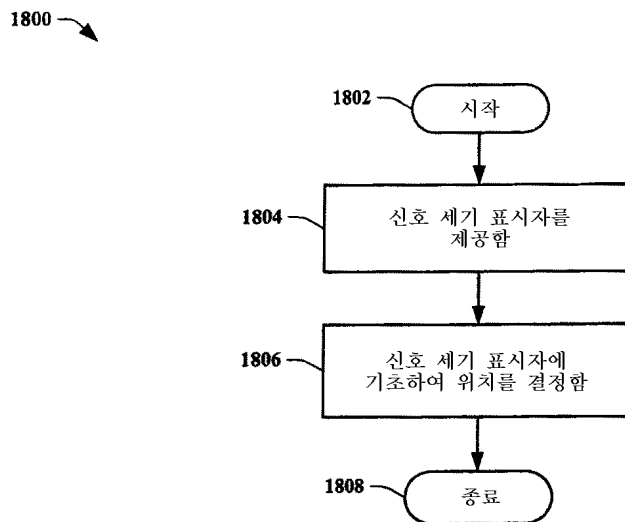 1800
1802
시작
1804
신호 세기 표시자를
제공함
1806
신호 세기 표시자에
기초하여 위치를 결정함
1808
종료